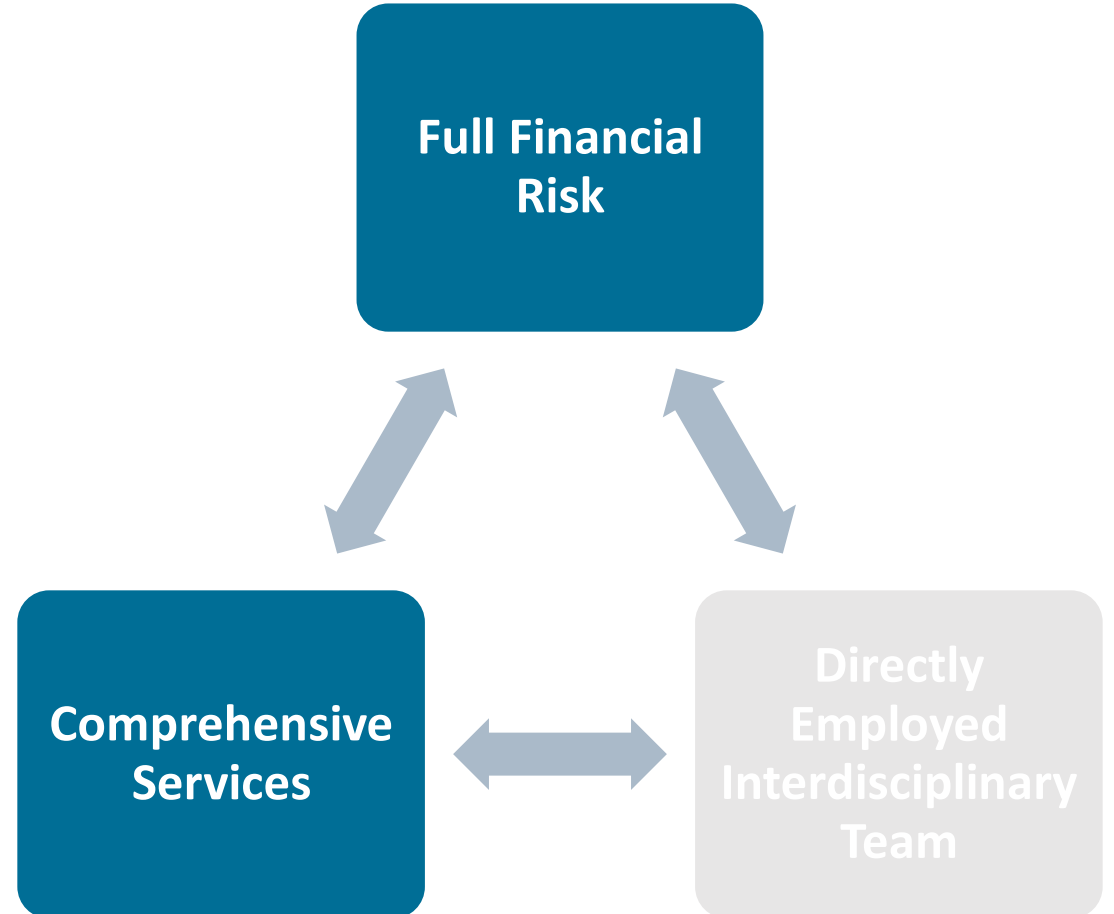 Full Financial
Risk
Comprehensive
Services
Directly
Employed
Interdisciplinary
Team